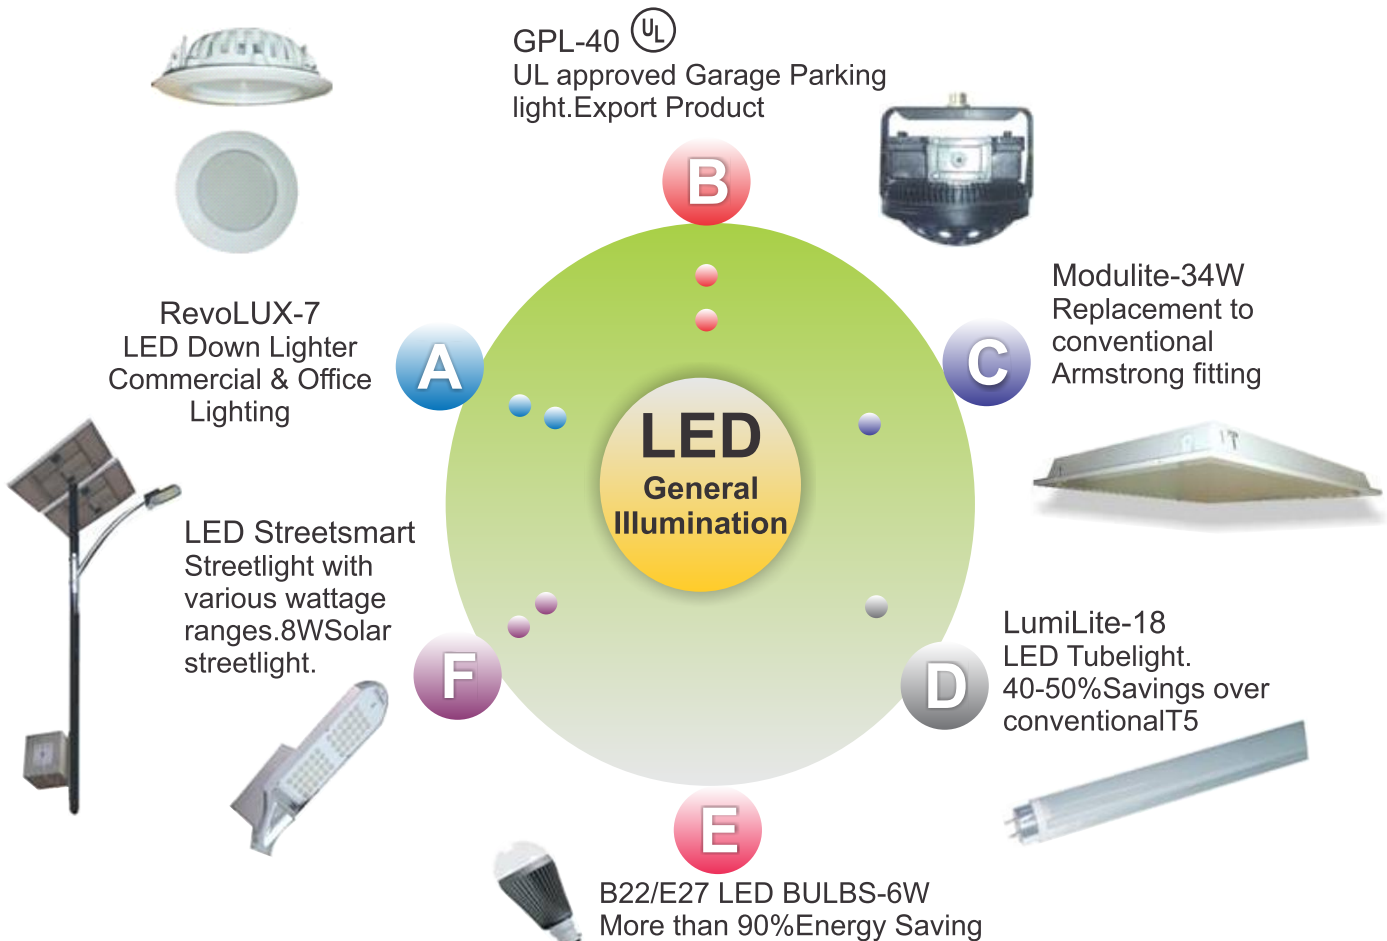 GPL-40 UL
UL approved Garage Parking
light.Export Product
B
RevoLUX-7
LED Down Lighter
Commercial & Office
Lighting
A
Modulite-34W
Replacement to
conventional
Armstrong fitting
C
LED
General
Illumination
LED Streetsmart
Streetlight with
various wattage
ranges.8WSolar
streetlight.
F
LumiLite-18
LED Tubelight.
40-50%Savings over
conventionalT5
D
E
B22/E27 LED BULBS-6W
More than 90%Energy Saving